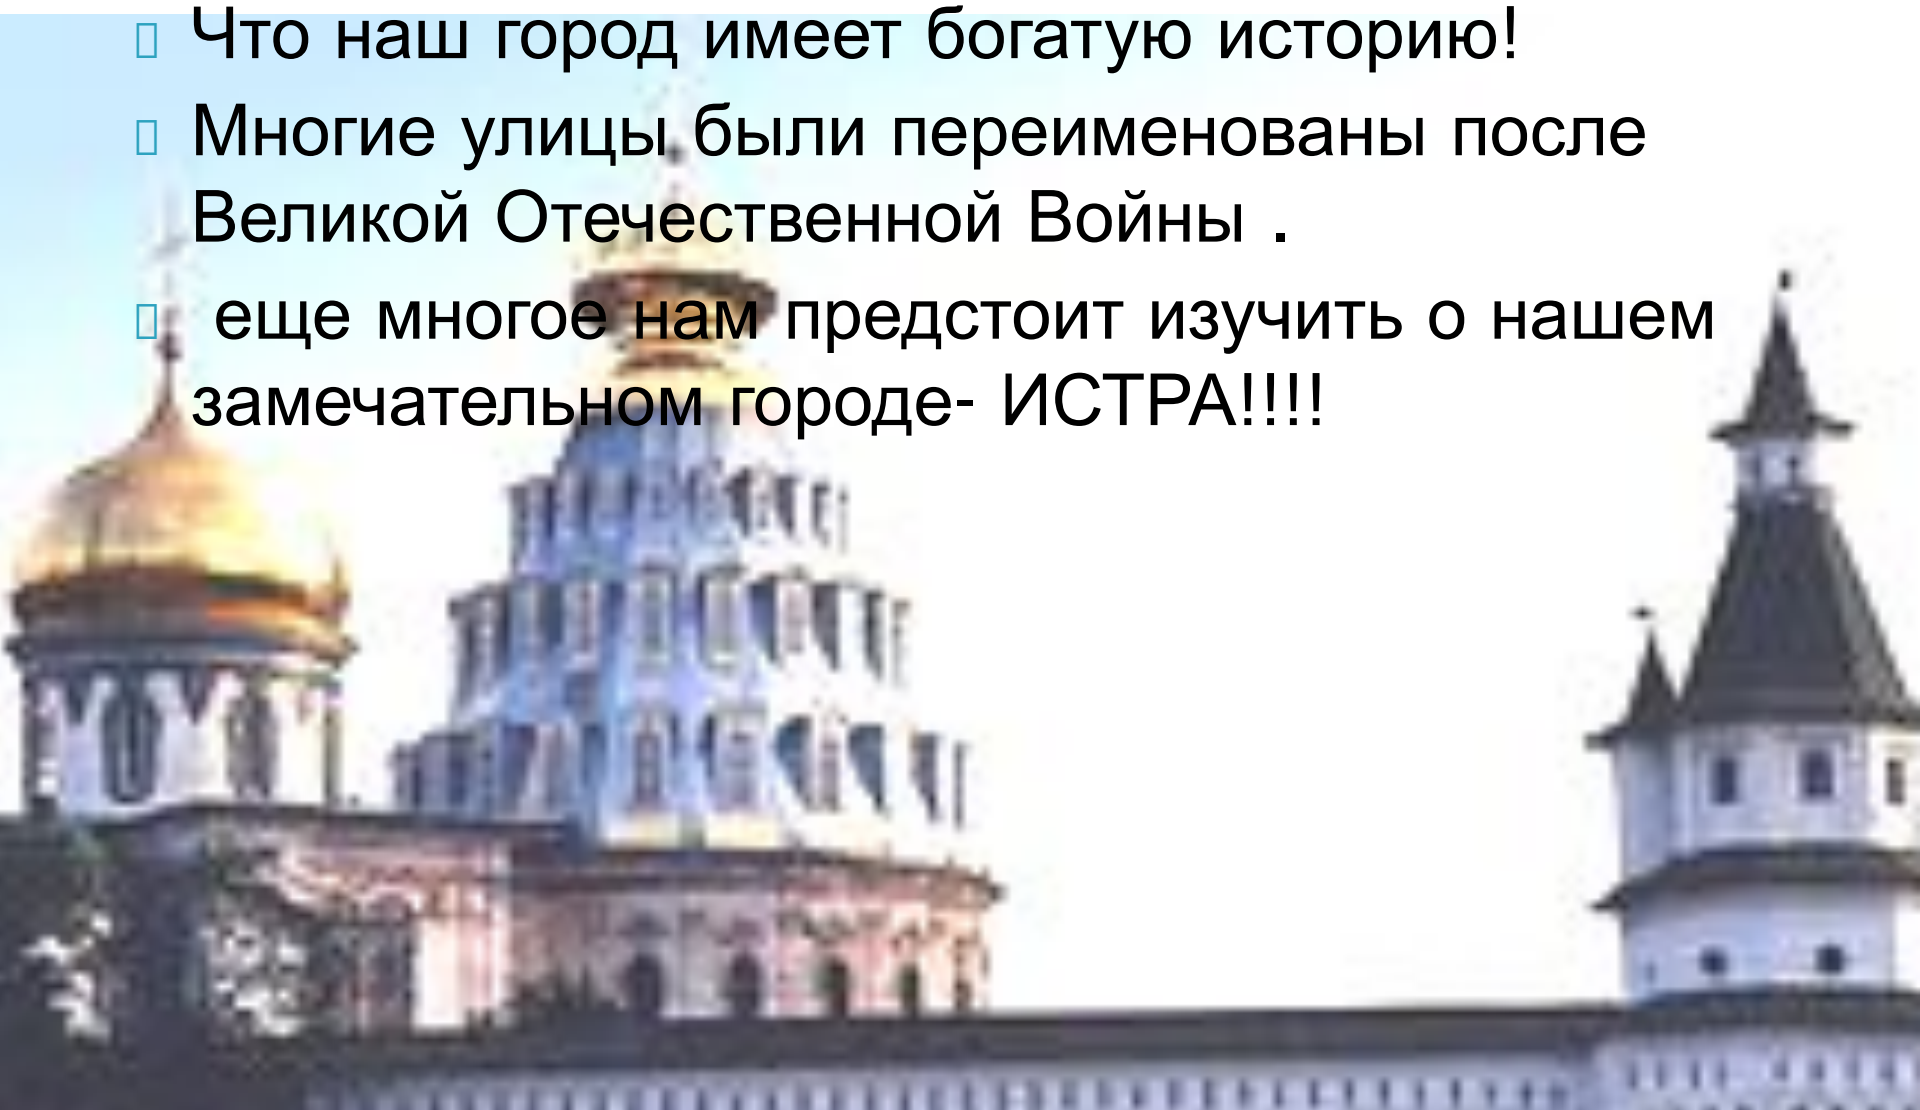 Что наш город имеет богатую историю!
Многие улицы были переименованы после
Великой Отечественной Войны .
еще многое нам предстоит изучить о нашем
замечательном городе- ИСТРА!!!!